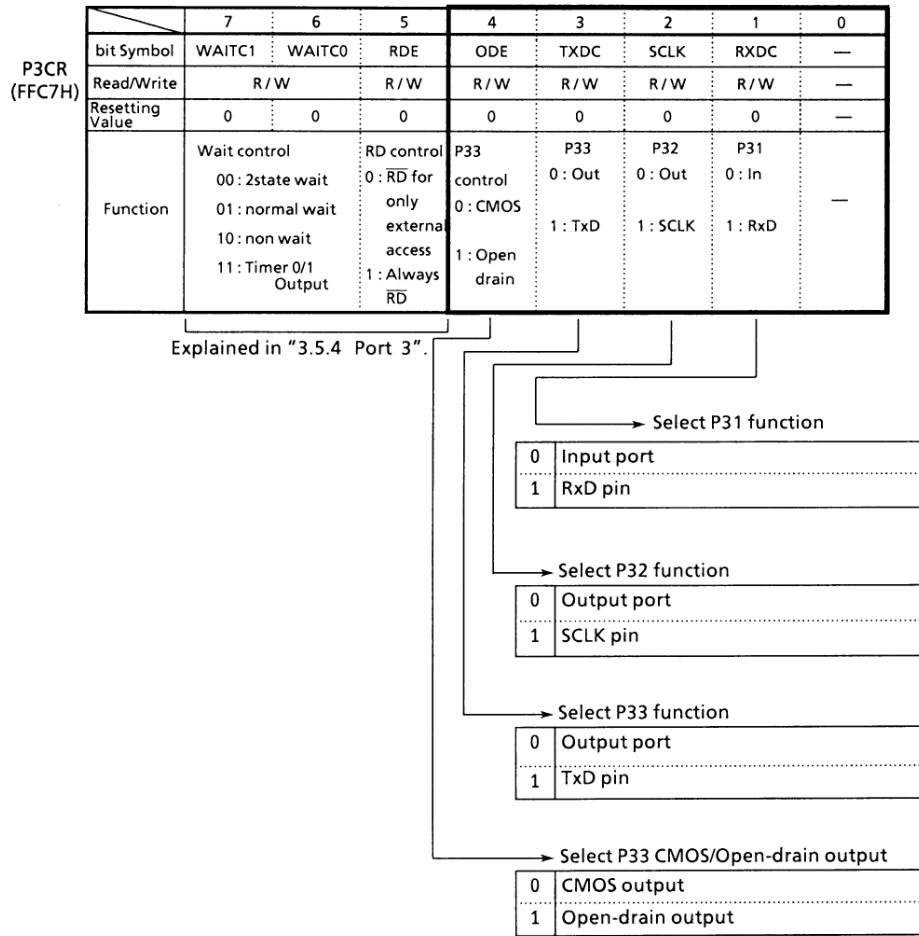 7 6 5 4 3 2 1 0
P3CR
(FFC7H)
bit Symbol WAITC1 WAITC0 RDE ODE TXDC SCLK RXDC —
Read/Write R/W R/W R/W R/W R/W R/W —
Resetting Value 0 0 0 0 0 0 0 —
Function
Wait control
00 : 2state wait
01 : normal wait
10 : non wait
11 : Timer 0/1
Output
RD control
0 : R̅D̅ for
only
external
access
1 : Always
R̅D̅
P33
control
0 : CMOS
1 : Open
drain
P33
0 : Out
1 : TxD
P32
0 : Out
1 : SCLK
P31
0 : In
1 : RxD
—
Explained in "3.5.4 Port 3".
Select P31 function
0 Input port
1 RxD pin
Select P32 function
0 Output port
1 SCLK pin
Select P33 function
0 Output port
1 TxD pin
Select P33 CMOS/Open-drain output
0 CMOS output
1 Open-drain output